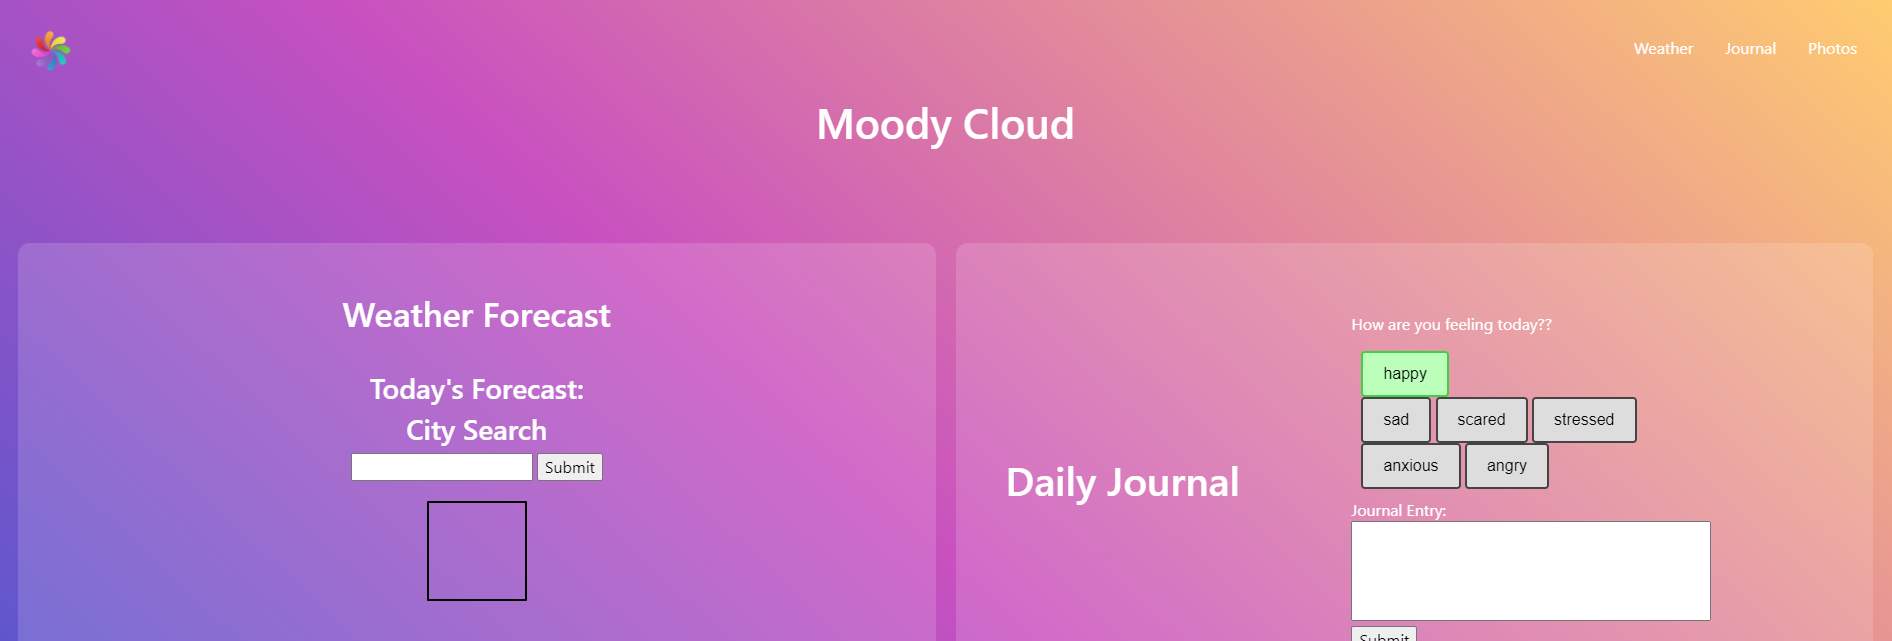 Weather Journal Photos
Moody Cloud
Weather Forecast
Today's Forecast:
City Search
Submit
Daily Journal
How are you feeling today??
happy
sad scared stressed
anxious angry
Journal Entry:
Submit